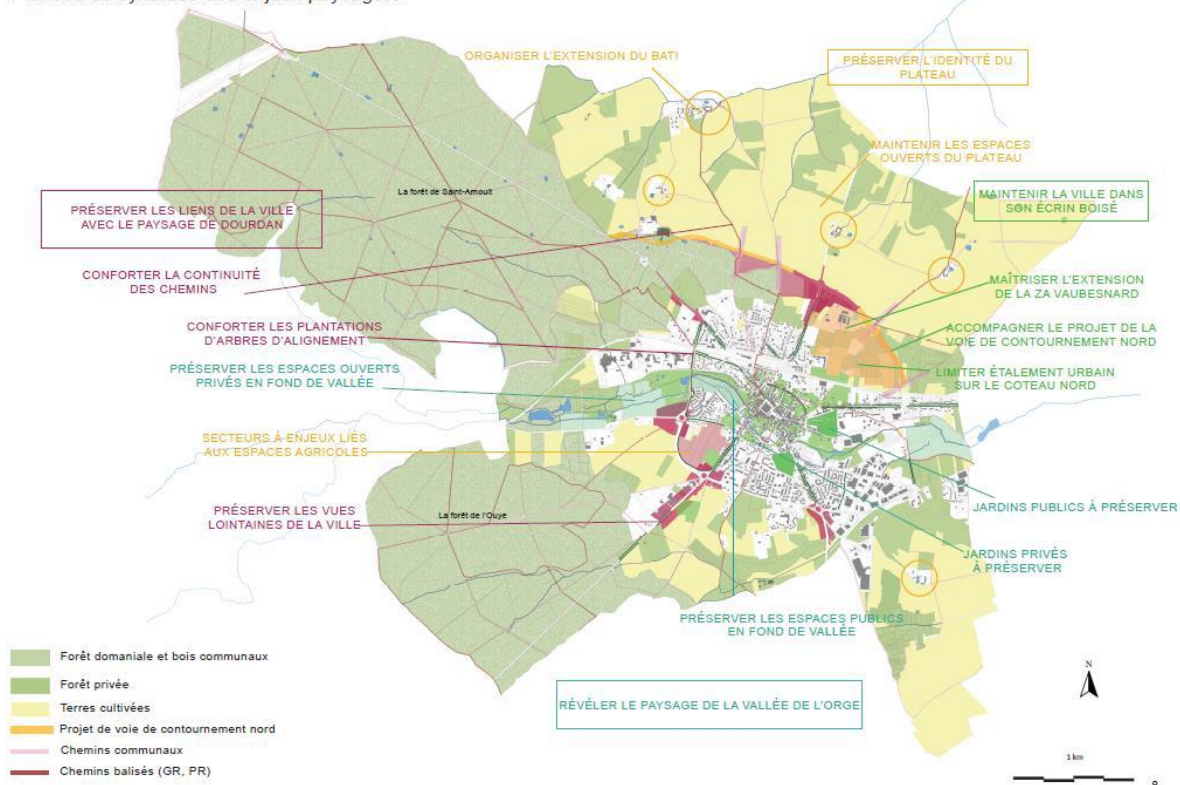 ORGANISER L'EXTENSION DU BATI
PRÉSERVER L'IDENTITÉ DU
PLATEAU
MAINTENIR LES ESPACES
OUVERTS DU PLATEAU
MAINTENIR LA VILLE DANS
SON ÉCRIN BOISÉ
La forêt de Saint-Arnoult
PRÉSERVER LES LIENS DE LA VILLE
AVEC LE PAYSAGE DE DOURDAN
CONFORTER LA CONTINUITÉ
DES CHEMINS
MAÎTRISER L'EXTENSION
DE LA ZA VAUBESNARD
CONFORTER LES PLANTATIONS
D'ARBRES D'ALIGNEMENT
ACCOMPAGNER LE PROJET DE LA
VOIE DE CONTOURNEMENT NORD
PRÉSERVER LES ESPACES OUVERTS
PRIVÉS EN FOND DE VALLÉE
LIMITER ÉTALEMENT URBAIN
SUR LE COTEAU NORD
SECTEURS À ENJEUX LIÉS
AUX ESPACES AGRICOLES
PRÉSERVER LES VUES
LOINTAINES DE LA VILLE
La forêt de l'Ouye
JARDINS PUBLICS À PRÉSERVER
JARDINS PRIVÉS
À PRÉSERVER
PRÉSERVER LES ESPACES PUBLICS
EN FOND DE VALLÉE
RÉVÉLER LE PAYSAGE DE LA VALLÉE DE L'ORGE
Forêt domaniale et bois communaux
Forêt privée
Terres cultivées
Projet de voie de contournement nord
Chemins communaux
Chemins balisés (GR, PR)
N
1 km